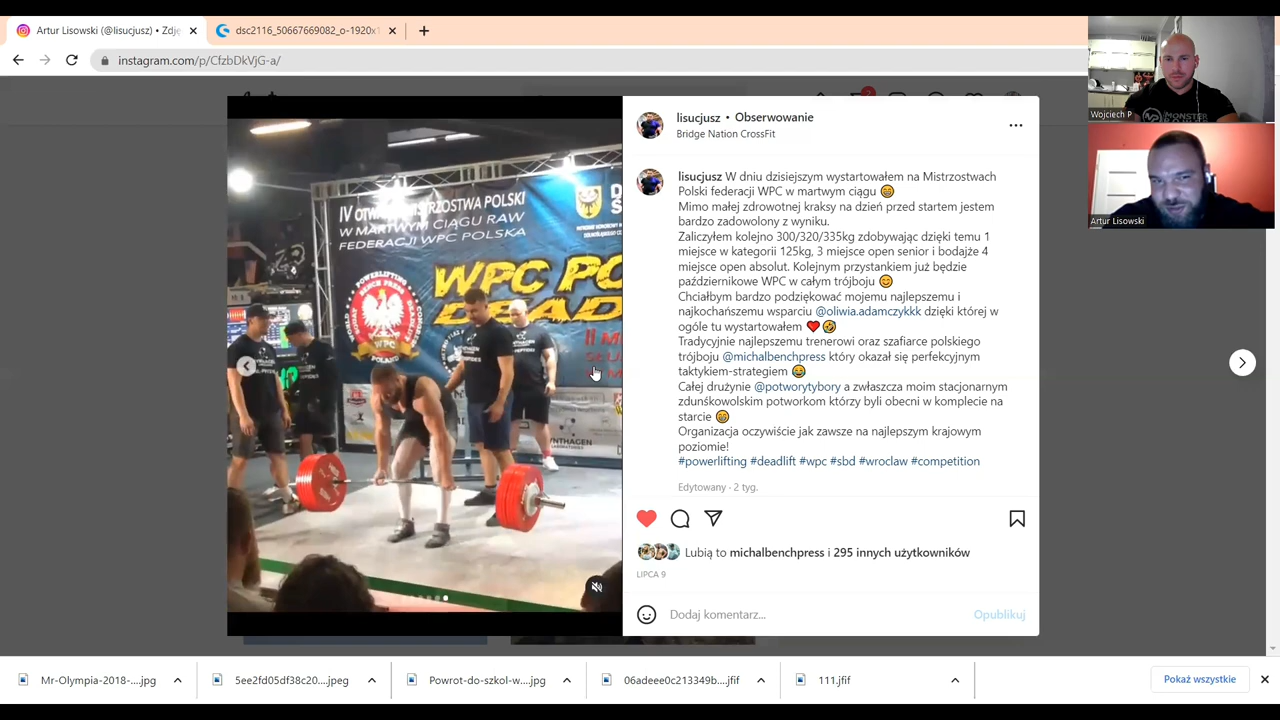 Artur Lisowski (@lisucjusz) • Zdję
dsc2116_50667669082_o-1920x1
instagram.com/p/CfzbDkVjG-a/
Wojciech P
Artur Lisowski
IV OTWARTE MISTRZOSTWA POLSKI
W MARTWYM CIĄGU RAW
FEDERACJI WPC POLSKA
WPC PO
DEAD
WPC
POLAND
lisucjusz • Obserwowanie
Bridge Nation CrossFit
lisucjusz W dniu dzisiejszym wystartowałem na Mistrzostwach
Polski federacji WPC w martwym ciągu 😁
Mimo małej zdrowotnej kraksy na dzień przed startem jestem
bardzo zadowolony z wyniku.
Zaliczyłem kolejno 300/320/335kg zdobywając dzięki temu 1
miejsce w kategorii 125kg, 3 miejsce open senior i bodajże 4
miejsce open absolut. Kolejnym przystankiem już będzie
październikowe WPC w całym trójboju 😊
Chciałbym bardzo podziękować mojemu najlepszemu i
najkochańszemu wsparciu @oliwia.adamczykkk dzięki której w
ogóle tu wystartowałem ❤️🤣
Tradycyjnie najlepszemu trenerowi oraz szafiarce polskiego
trójboju @michalbenchpress który okazał się perfekcyjnym
taktykiem-strategiem 😂
Całej drużynie @potworytybory a zwłaszcza moim stacjonarnym
zduńśkowolskim potworkom którzy byli obecni w komplecie na
starcie 😁
Organizacja oczywiście jak zawsze na najlepszym krajowym
poziomie!
#powerlifting #deadlift #wpc #sbd #wroclaw #competition
Edytowany · 2 tyg.
Lubią to michalbenchpress i 295 innych użytkowników
LIPCA 9
Dodaj komentarz...
Opublikuj
Mr-Olympia-2018-....jpg
5ee2fd05df38c20....jpeg
Powrot-do-szkol-w....jpg
06adeee0c213349b....jfif
111.jfif
Pokaż wszystkie